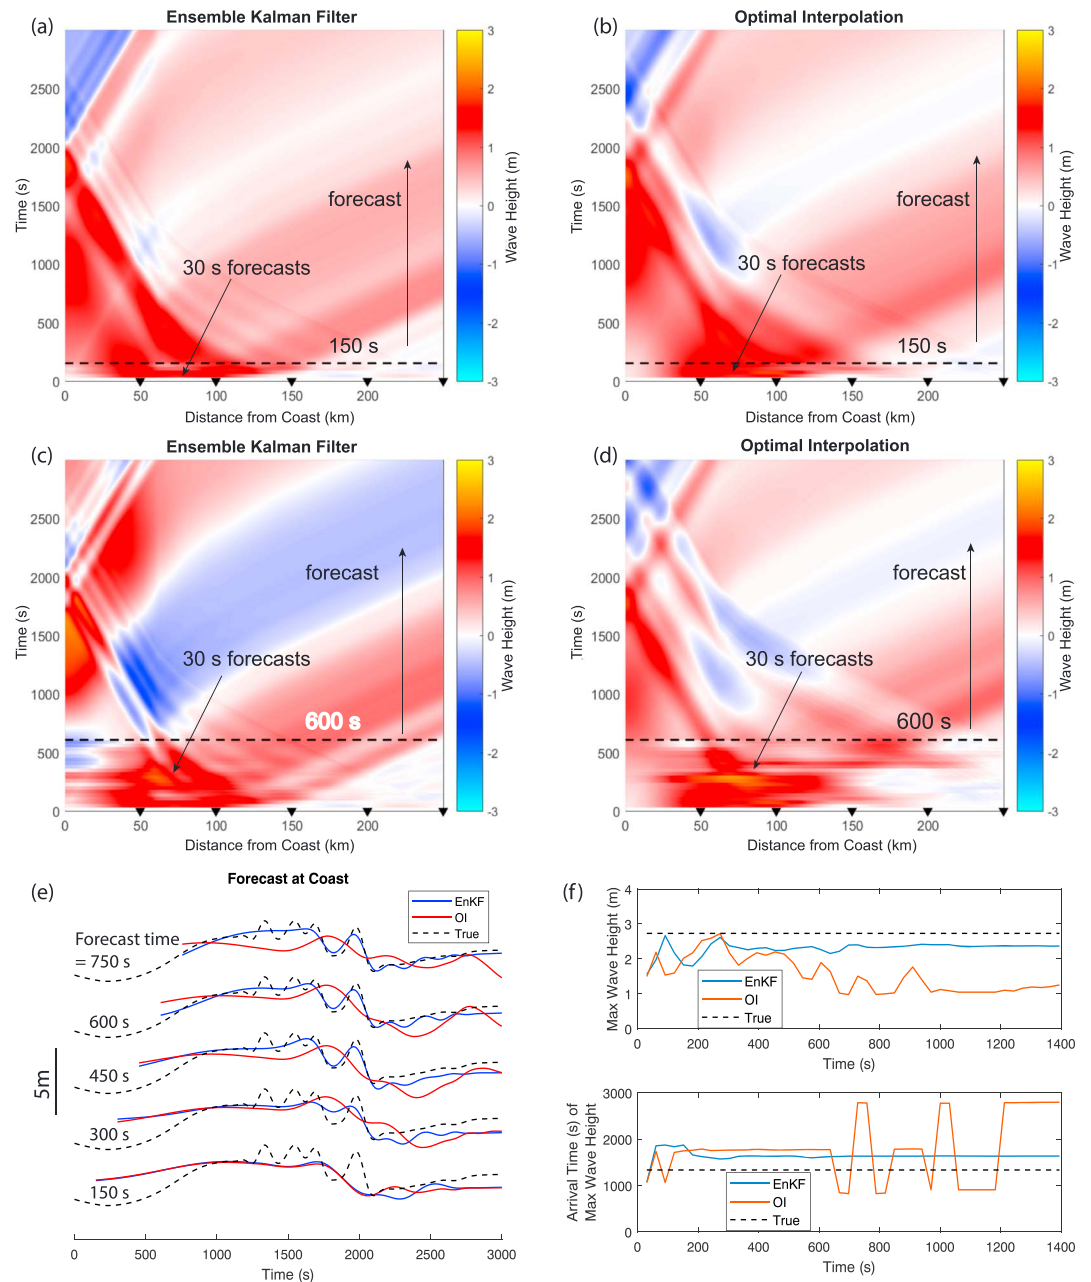 (a)
Ensemble Kalman Filter
3
2
1
0
-1
-2
-3
Wave Height (m)
2500
2000
1500
1000
500
0
Time (s)
forecast
30 s forecasts
150 s
0
50
100
150
200
Distance from Coast (km)
(b)
Optimal Interpolation
3
2
1
0
-1
-2
-3
Wave Height (m)
2500
2000
1500
1000
500
0
Time (s)
forecast
30 s forecasts
150 s
0
50
100
150
200
Distance from Coast (km)
(c)
Ensemble Kalman Filter
3
2
1
0
-1
-2
-3
Wave Height (m)
2500
2000
1500
1000
500
0
Time (s)
forecast
30 s forecasts
600 s
0
50
100
150
200
Distance from Coast (km)
(d)
Optimal Interpolation
3
2
1
0
-1
-2
-3
Wave Height (m)
2500
2000
1500
1000
500
0
Time (s)
forecast
30 s forecasts
600 s
0
50
100
150
200
Distance from Coast (km)
(e)
Forecast at Coast
EnKF
OI
True
Forecast time
= 750 s
600 s
450 s
300 s
150 s
5m
0
500
1000
1500
2000
2500
3000
Time (s)
(f)
4
3
2
1
0
Max Wave Height (m)
EnKF
OI
True
0
200
400
600
800
1000
1200
1400
Time (s)
3000
2000
1000
0
Arrival Time (s) of
Max Wave Height
EnKF
OI
True
0
200
400
600
800
1000
1200
1400
Time (s)